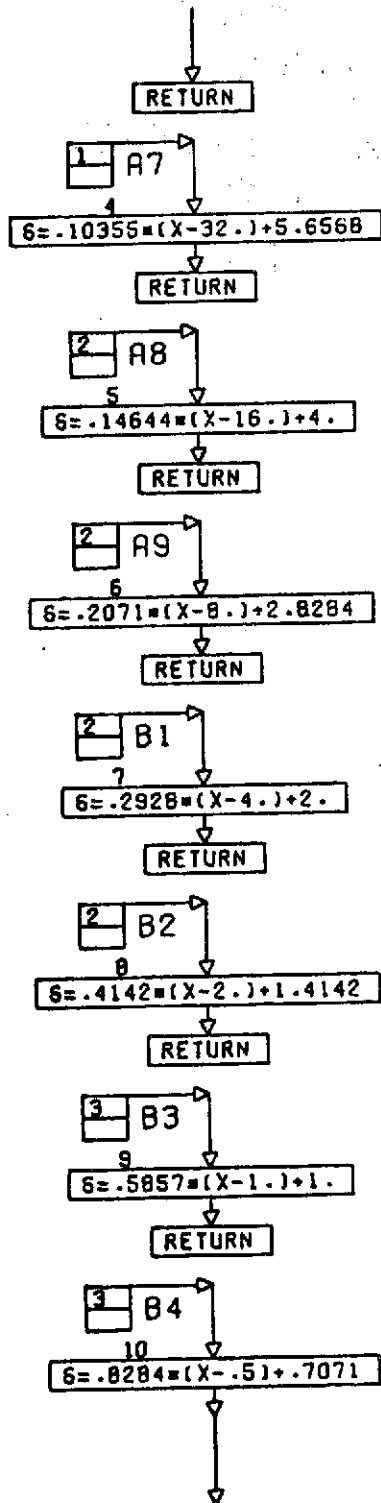 RETURN
1 A7
4
G=.10355*(X-32.)+5.6568
RETURN
2 A8
5
G=.14644*(X-16.)+4.
RETURN
2 A9
6
G=.2071*(X-8.)+2.8284
RETURN
2 B1
7
G=.2928*(X-4.)+2.
RETURN
2 B2
8
G=.4142*(X-2.)+1.4142
RETURN
3 B3
9
G=.5857*(X-1.)+1.
RETURN
3 B4
10
G=.8284*(X-.5)+.7071